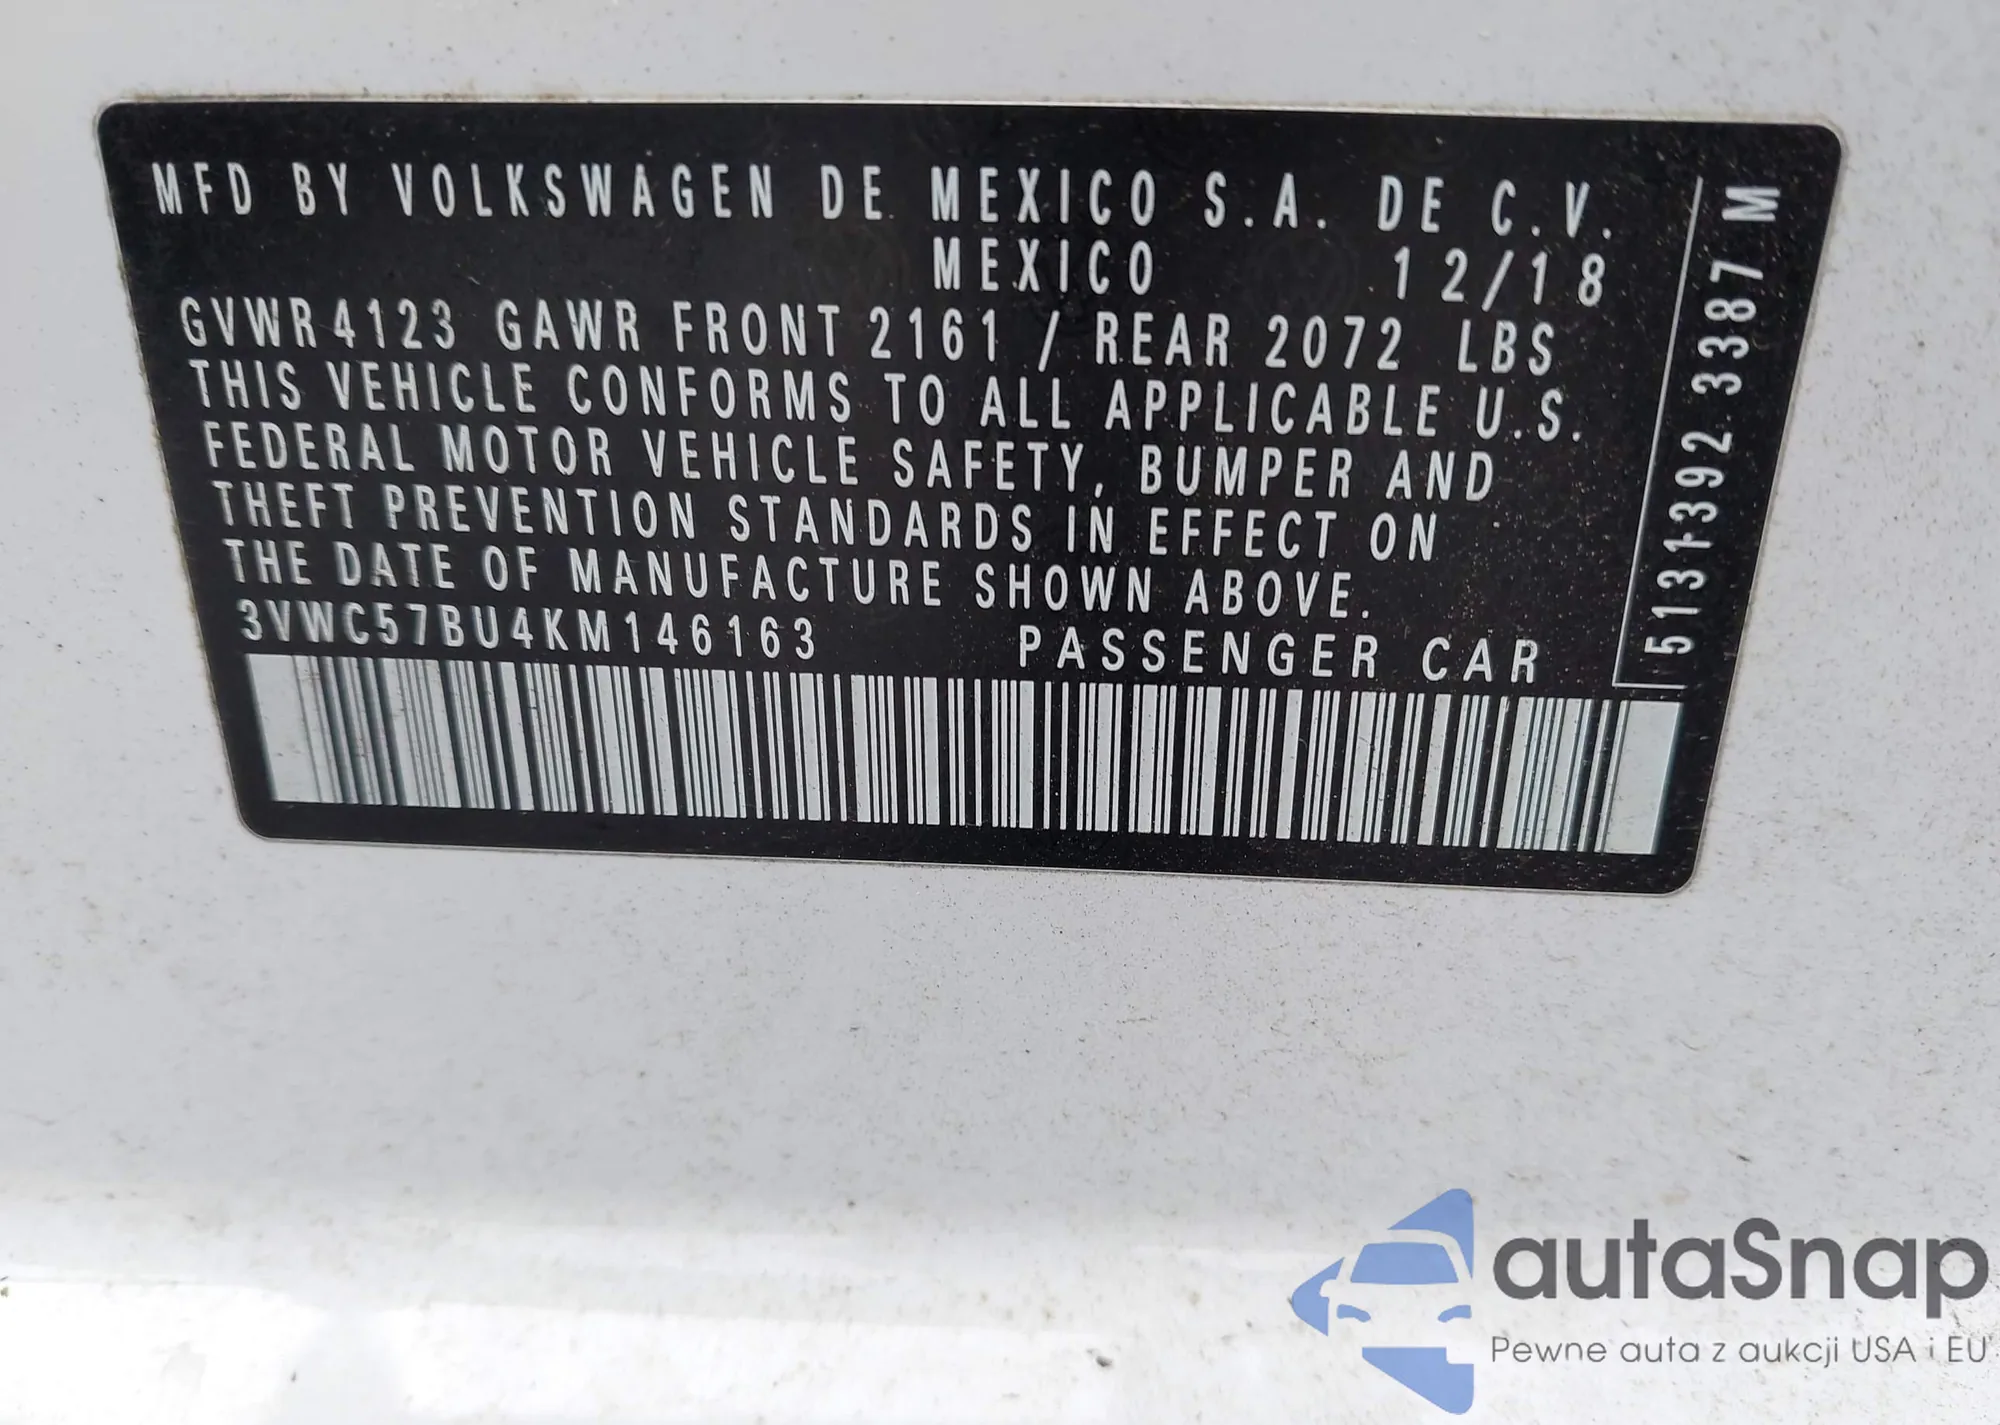 MFD BY VOLKSWAGEN DE MEXICO S.A. DE C.V.
MEXICO 12/18
GVWR 4123 GAWR FRONT 2161 / REAR 2072 LBS
THIS VEHICLE CONFORMS TO ALL APPLICABLE U.S.
FEDERAL MOTOR VEHICLE SAFETY, BUMPER AND
THEFT PREVENTION STANDARDS IN EFFECT ON
THE DATE OF MANUFACTURE SHOWN ABOVE.
3VWC57BU4KM146163 PASSENGER CAR
5131392 3387 M
autaSnap
Pewne auta z aukcji USA i EU